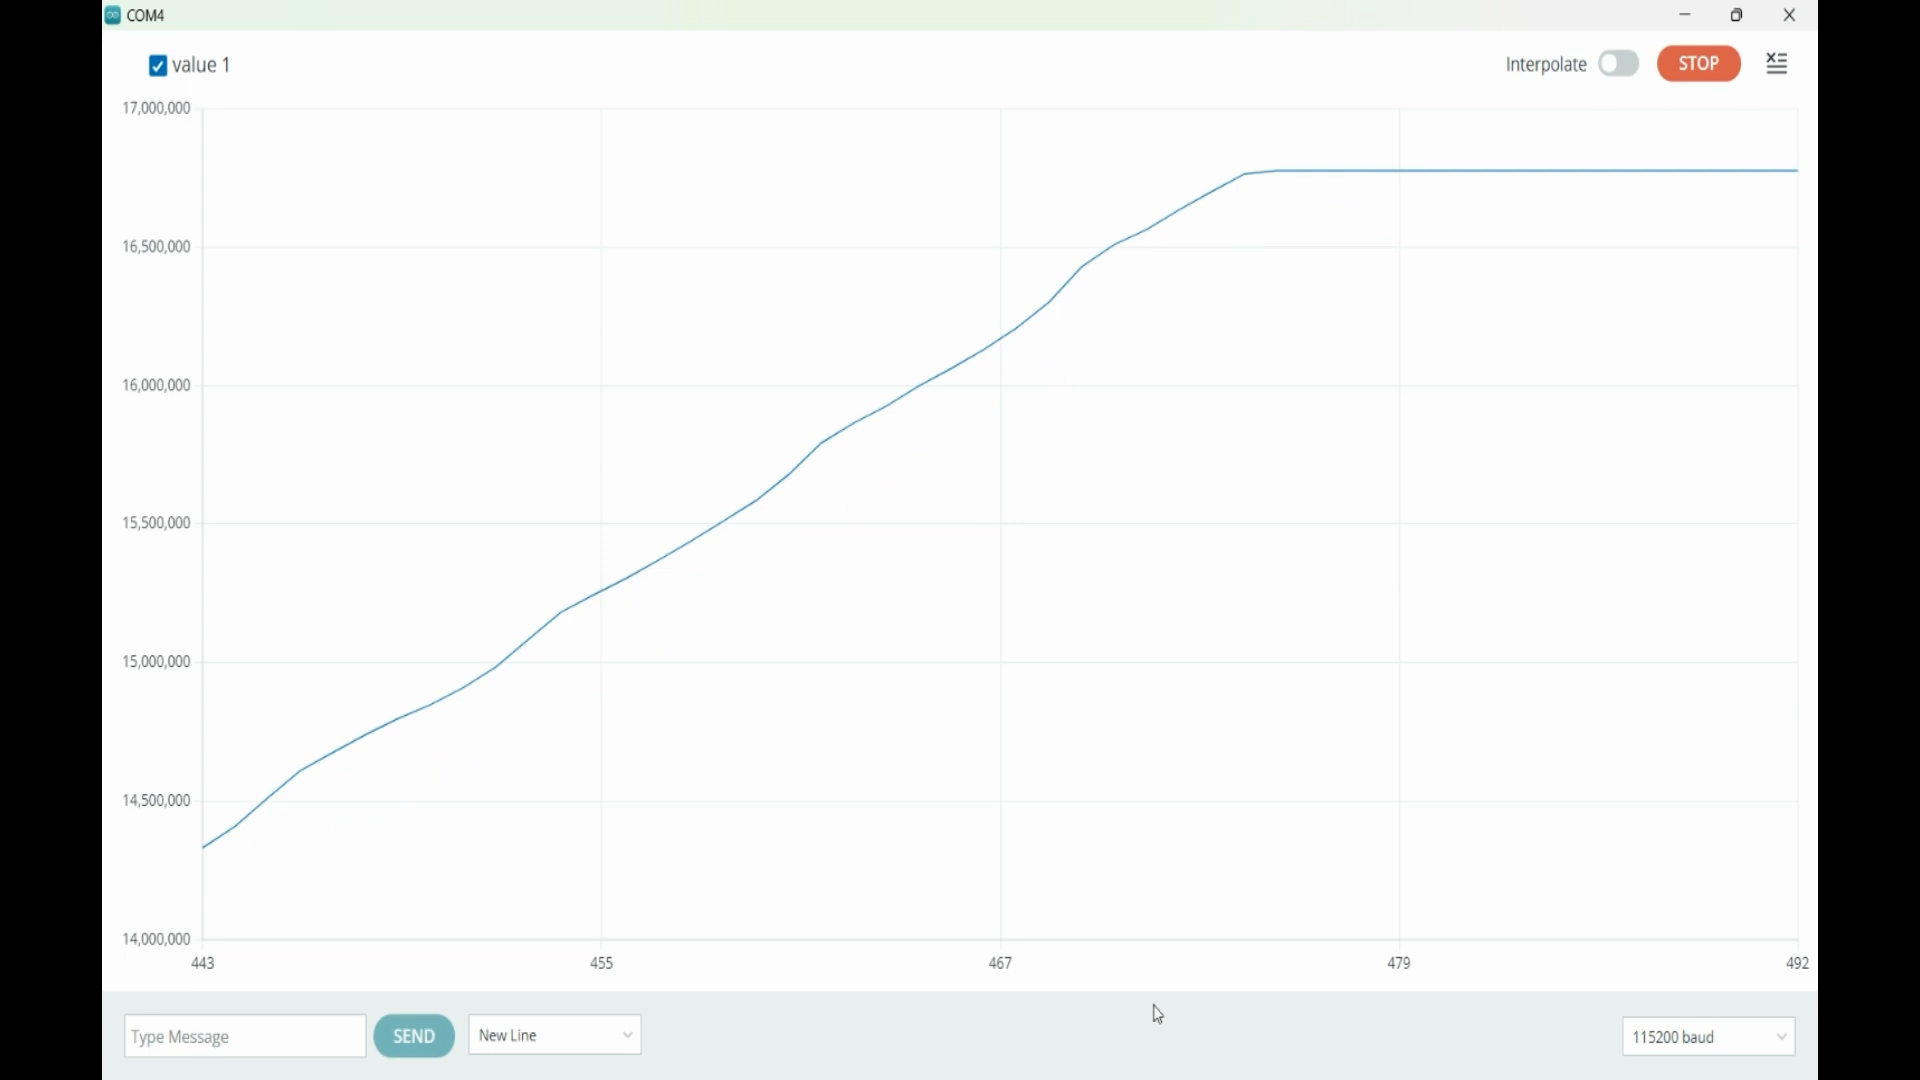 COM4
value 1
Interpolate
STOP
17,000,000
16,500,000
16,000,000
15,500,000
15,000,000
14,500,000
14,000,000
443 455 467 479 492
Type Message
SEND
New Line
115200 baud